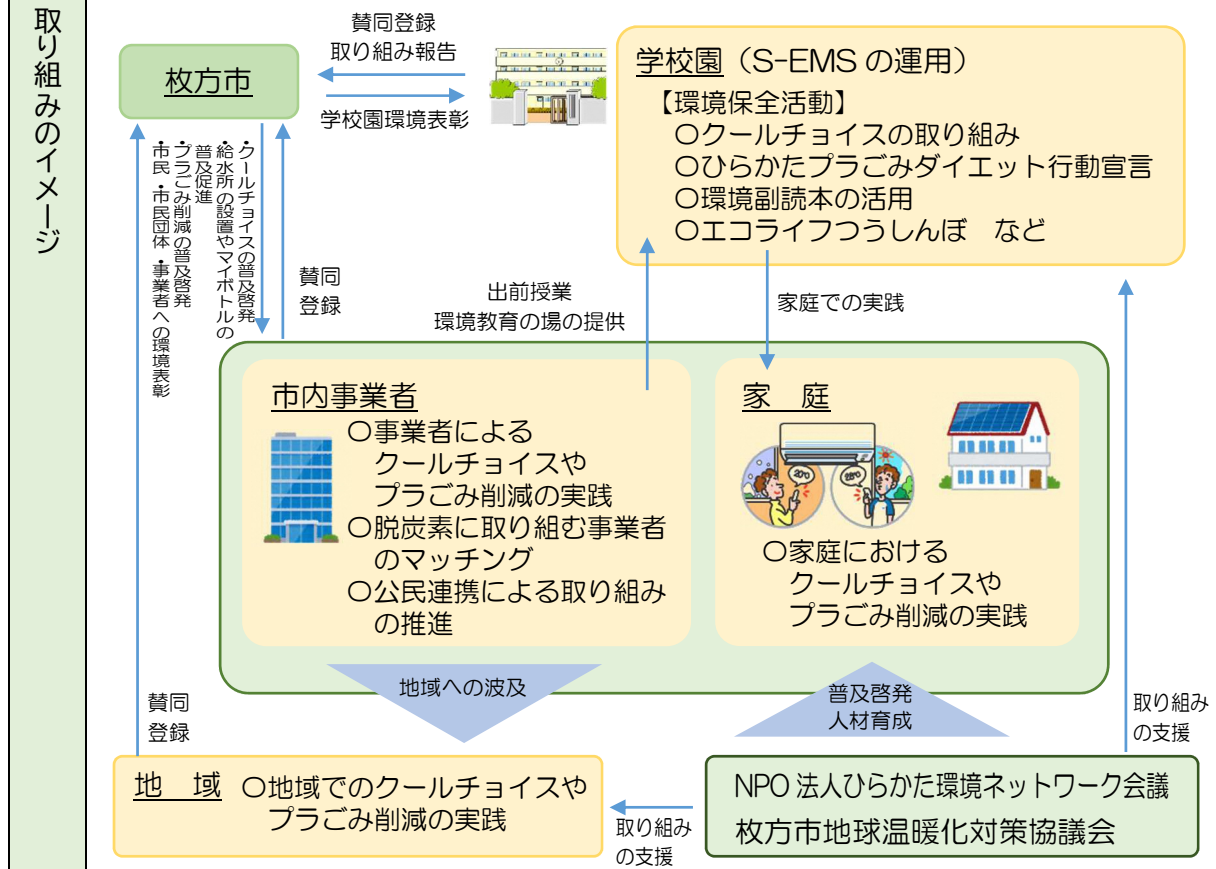 取り組みのイメージ
枚方市
賛同登録
取り組み報告
学校園環境表彰
学校園（S-EMSの運用）
【環境保全活動】
〇クールチョイスの取り組み
〇ひらかたプラごみダイエット行動宣言
〇環境副読本の活用
〇エコライフつうしんぼ　など
・クールチョイスの普及啓発
・給水所の設置やマイボトルの
普及促進
・プラごみ削減の普及啓発
・市民・市民団体・事業者への環境表彰
賛同
登録
出前授業
環境教育の場の提供
家庭での実践
市内事業者
〇事業者による
クールチョイスや
プラごみ削減の実践
〇脱炭素に取り組む事業者
のマッチング
〇公民連携による取り組み
の推進
家　庭
20℃
28℃
〇家庭における
クールチョイスや
プラごみ削減の実践
地域への波及
普及啓発
人材育成
賛同
登録
取り組み
の支援
地　域
〇地域でのクールチョイスや
プラごみ削減の実践
取り組み
の支援
NPO法人ひらかた環境ネットワーク会議
枚方市地球温暖化対策協議会